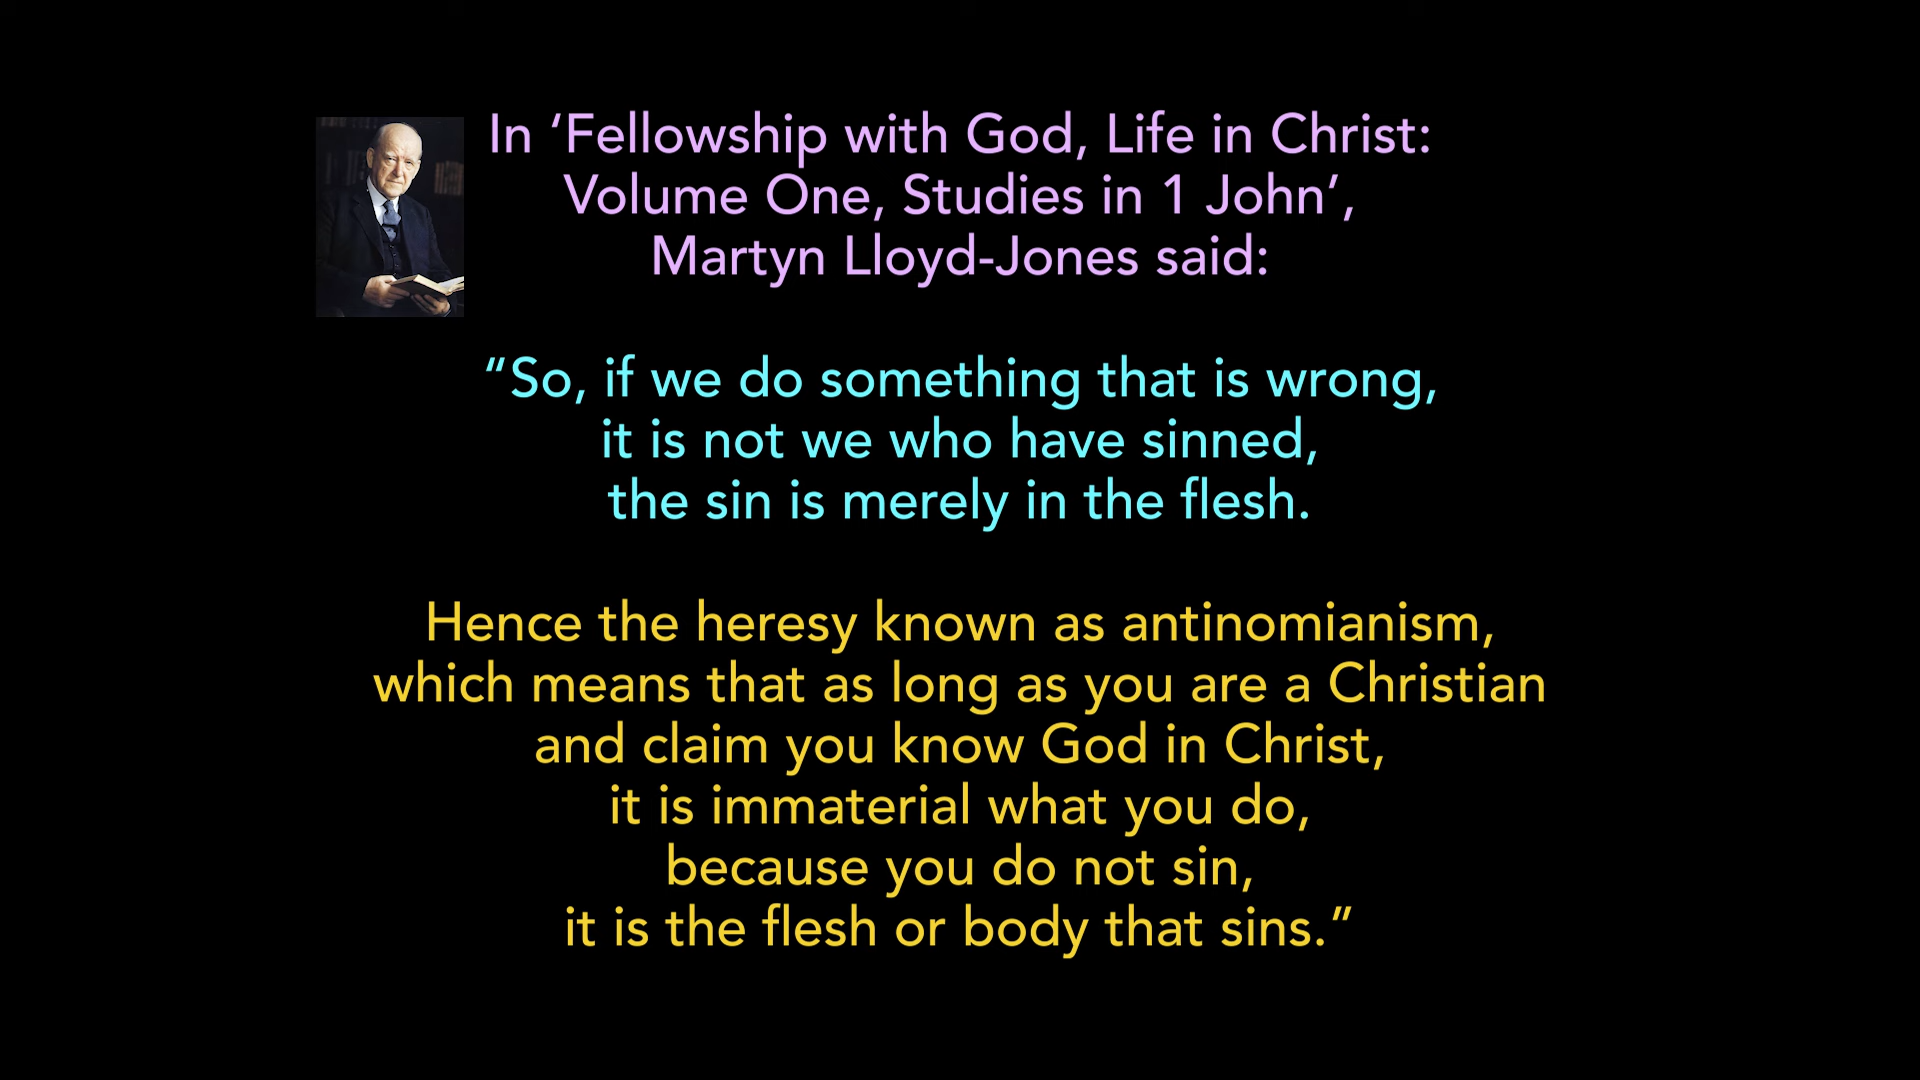 In ‘Fellowship with God, Life in Christ:
Volume One, Studies in 1 John’,
Martyn Lloyd-Jones said:
“So, if we do something that is wrong,
it is not we who have sinned,
the sin is merely in the flesh.
Hence the heresy known as antinomianism,
which means that as long as you are a Christian
and claim you know God in Christ,
it is immaterial what you do,
because you do not sin,
it is the flesh or body that sins.”